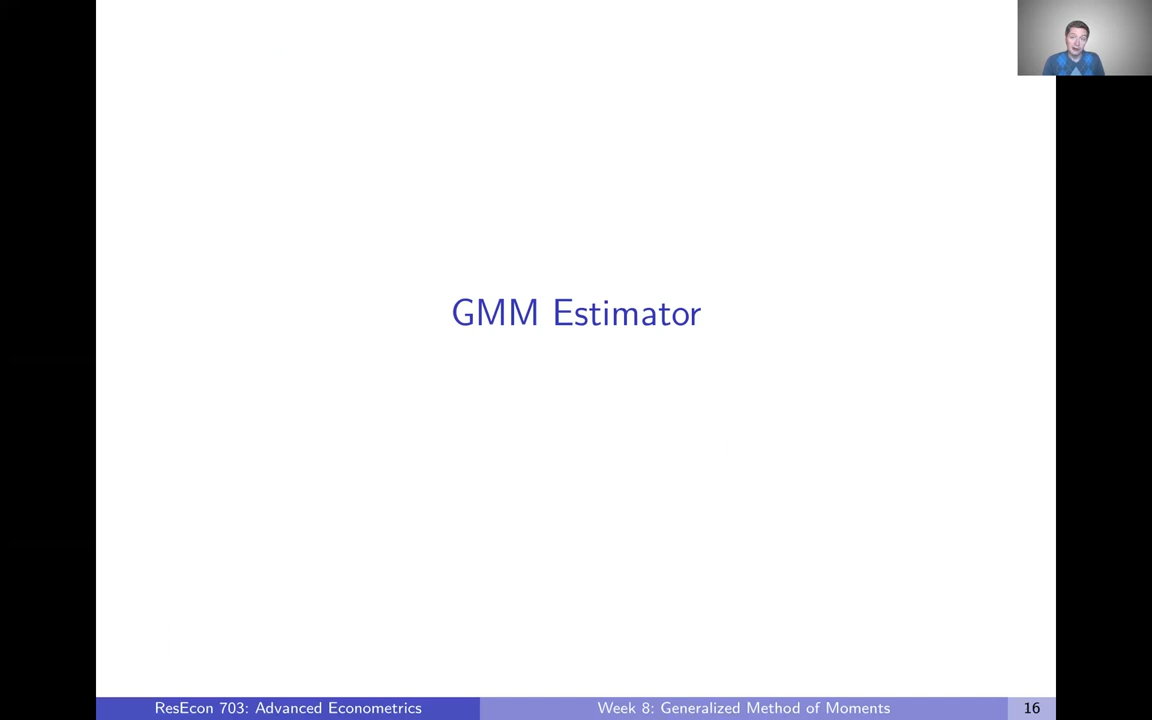 GMM Estimator
ResEcon 703: Advanced Econometrics
Week 8: Generalized Method of Moments
16